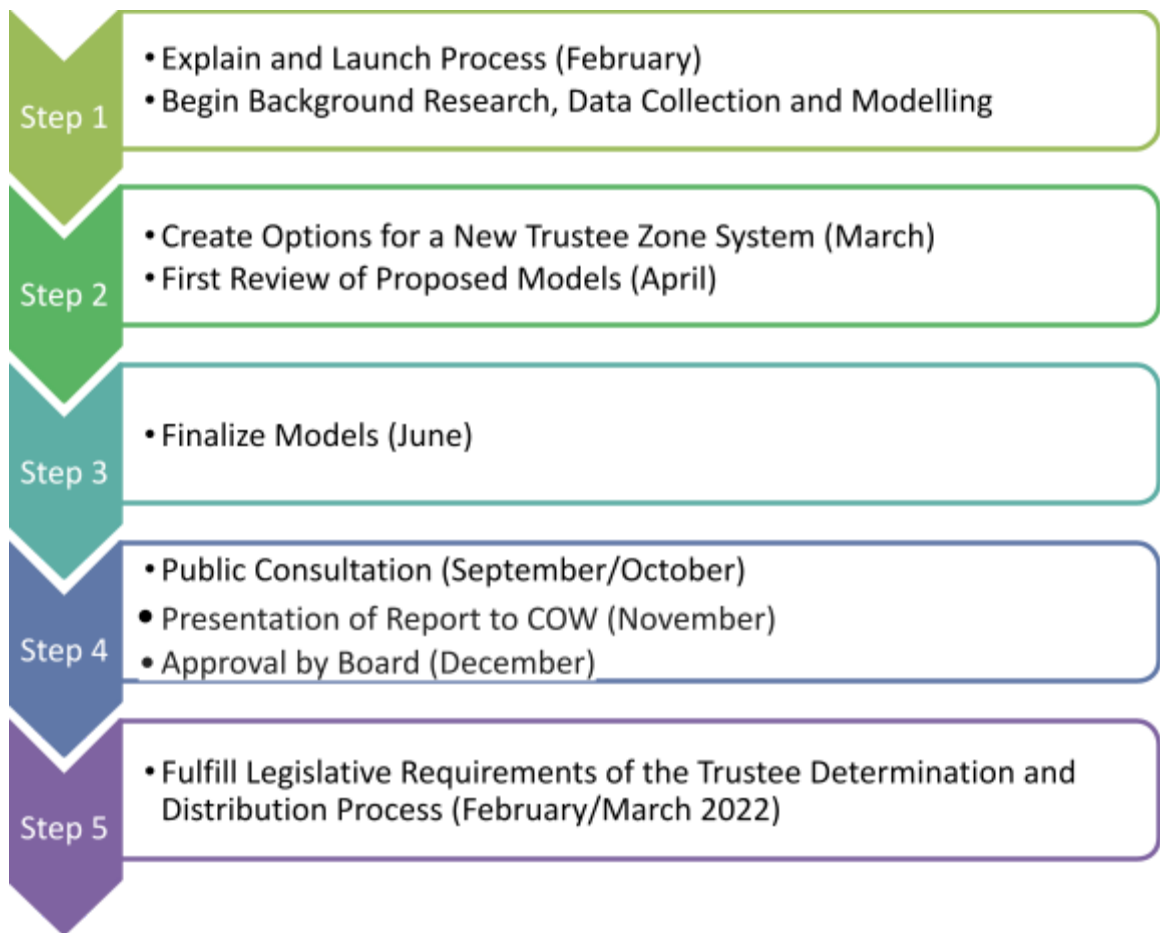 Step 1
• Explain and Launch Process (February)
• Begin Background Research, Data Collection and Modelling
Step 2
• Create Options for a New Trustee Zone System (March)
• First Review of Proposed Models (April)
Step 3
• Finalize Models (June)
Step 4
• Public Consultation (September/October)
• Presentation of Report to COW (November)
• Approval by Board (December)
Step 5
• Fulfill Legislative Requirements of the Trustee Determination and
Distribution Process (February/March 2022)